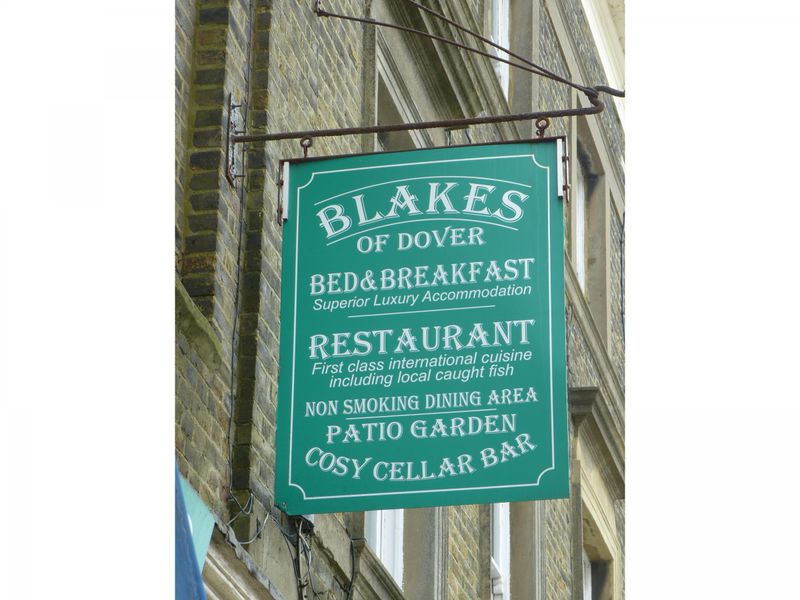 BLAKES
OF DOVER
BED&BREAKFAST
Superior Luxury Accommodation
RESTAURANT
First class international cuisine
including local caught fish
NON SMOKING DINING AREA
PATIO GARDEN
COSY CELLAR BAR